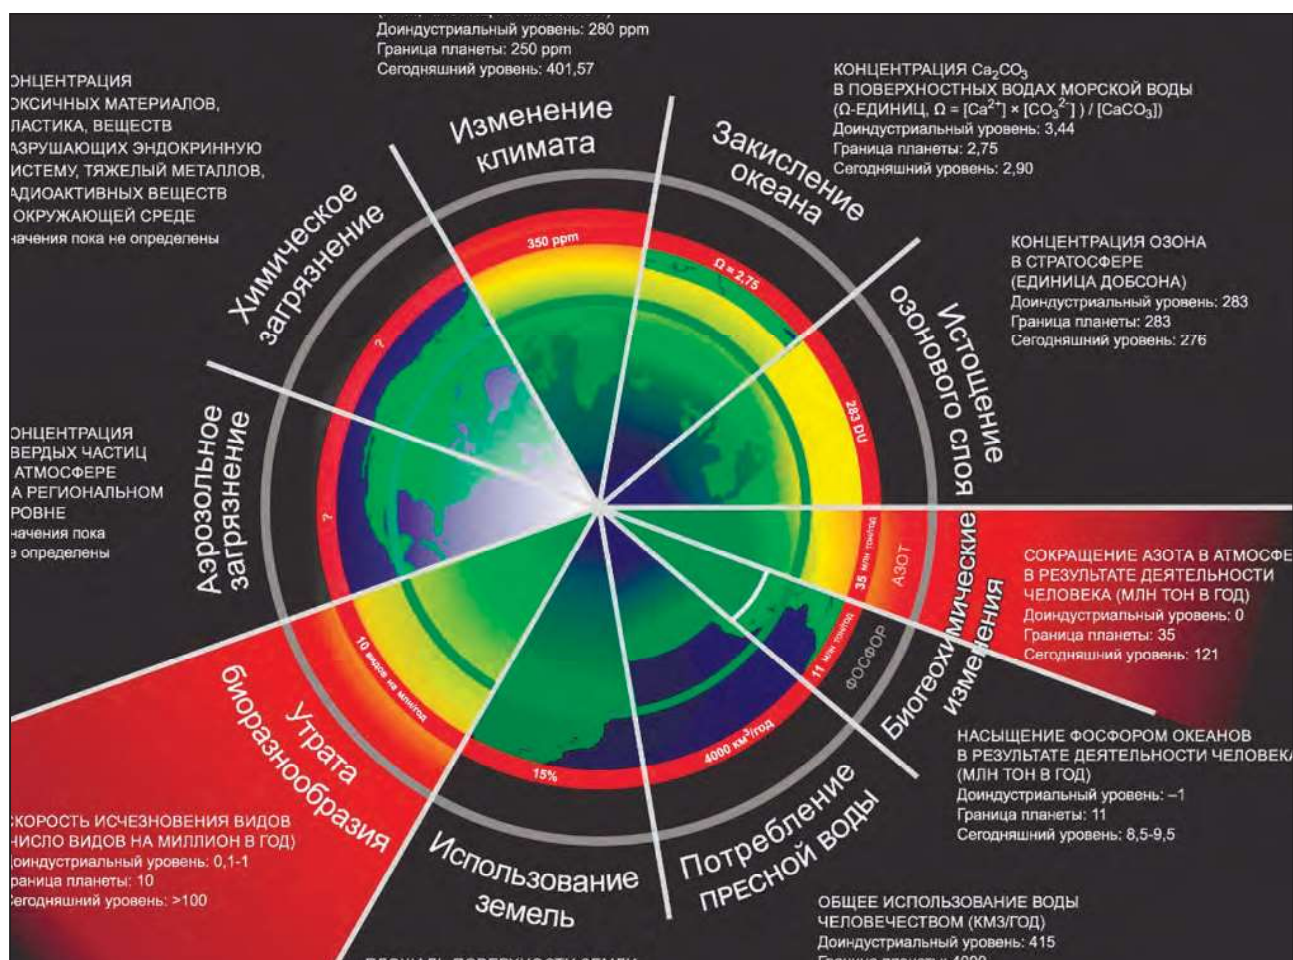 Доиндустриальный уровень: 280 ppm
Граница планеты: 250 ppm
Сегодняшний уровень: 401,57
КОНЦЕНТРАЦИЯ Ca₂CO₃
В ПОВЕРХНОСТНЫХ ВОДАХ МОРСКОЙ ВОДЫ
(Ω-ЕДИНИЦ, Ω = [Ca²⁺] × [CO₃²⁻] ) / [CaCO₃])
Доиндустриальный уровень: 3,44
Граница планеты: 2,75
Сегодняшний уровень: 2,90
ОНЦЕНТРАЦИЯ
ОКСИЧНЫХ МАТЕРИАЛОВ,
ЛАСТИКА, ВЕЩЕСТВ
АЗРУШАЮЩИХ ЭНДОКРИННУЮ
ИСТЕМУ, ТЯЖЕЛЫЙ МЕТАЛЛОВ,
АДИОАКТИВНЫХ ВЕЩЕСТВ
ОКРУЖАЮЩЕЙ СРЕДЕ
начения пока не определены
Изменение
климата
Закисление
океана
Химическое
загрязнение
350 ppm
Ω = 2,75
?
КОНЦЕНТРАЦИЯ ОЗОНА
В СТРАТОСФЕРЕ
(ЕДИНИЦА ДОБСОНА)
Доиндустриальный уровень: 283
Граница планеты: 283
Сегодняшний уровень: 276
Истощение
озонового слоя
283 DU
ОНЦЕНТРАЦИЯ
ВЕРДЫХ ЧАСТИЦ
АТМОСФЕРЕ
А РЕГИОНАЛЬНОМ
РОВНЕ
начения пока
е определены
Аэрозольное
загрязнение
?
35 млн тон/год
АЗОТ
Биогеохимические
изменения
СОКРАЩЕНИЕ АЗОТА В АТМОСФЕ
В РЕЗУЛЬТАТЕ ДЕЯТЕЛЬНОСТИ
ЧЕЛОВЕКА (МЛН ТОН В ГОД)
Доиндустриальный уровень: 0
Граница планеты: 35
Сегодняшний уровень: 121
11 млн тон/год
ФОСФОР
НАСЫЩЕНИЕ ФОСФОРОМ ОКЕАНОВ
В РЕЗУЛЬТАТЕ ДЕЯТЕЛЬНОСТИ ЧЕЛОВЕКА
(МЛН ТОН В ГОД)
Доиндустриальный уровень: –1
Граница планеты: 11
Сегодняшний уровень: 8,5-9,5
10 видов на млн/год
15%
4000 км³/год
Утрата
биоразнообразия
СКОРОСТЬ ИСЧЕЗНОВЕНИЯ ВИДОВ
ЧИСЛО ВИДОВ НА МИЛЛИОН В ГОД)
Доиндустриальный уровень: 0,1-1
Граница планеты: 10
Сегодняшний уровень: >100
Использование
земель
Потребление
ПРЕСНОЙ ВОДЫ
ОБЩЕЕ ИСПОЛЬЗОВАНИЕ ВОДЫ
ЧЕЛОВЕЧЕСТВОМ (КМ3/ГОД)
Доиндустриальный уровень: 415
Граница планеты: 4000